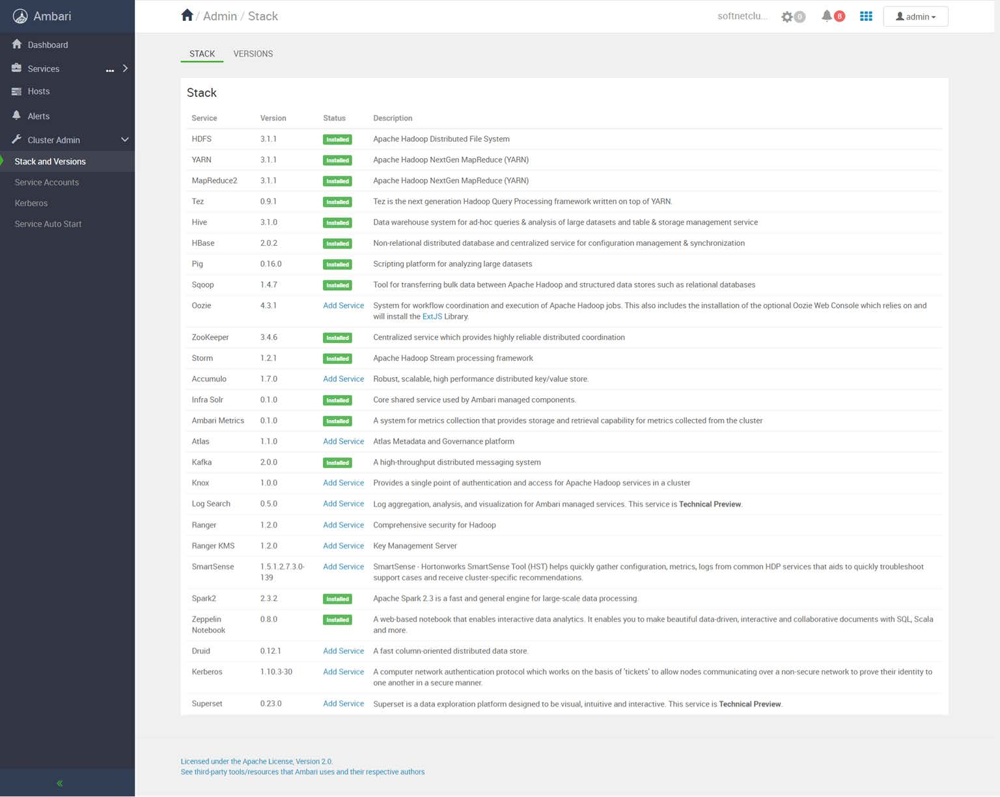 Ambari
/ Admin / Stack
softnetclu... 0 8 admin
Dashboard
Services ...
Hosts
Alerts
Cluster Admin
Stack and Versions
Service Accounts
Kerberos
Service Auto Start
STACK VERSIONS
Stack
Service Version Status Description
HDFS 3.1.1 Installed Apache Hadoop Distributed File System
YARN 3.1.1 Installed Apache Hadoop NextGen MapReduce (YARN)
MapReduce2 3.1.1 Installed Apache Hadoop NextGen MapReduce (YARN)
Tez 0.9.1 Installed Tez is the next generation Hadoop Query Processing framework written on top of YARN.
Hive 3.1.0 Installed Data warehouse system for ad-hoc queries & analysis of large datasets and table & storage management service
HBase 2.0.2 Installed Non-relational distributed database and centralized service for configuration management & synchronization
Pig 0.16.0 Installed Scripting platform for analyzing large datasets
Sqoop 1.4.7 Installed Tool for transferring bulk data between Apache Hadoop and structured data stores such as relational databases
Oozie 4.3.1 Add Service System for workflow coordination and execution of Apache Hadoop jobs. This also includes the installation of the optional Oozie Web Console which relies on and
will install the ExtJS Library.
ZooKeeper 3.4.6 Installed Centralized service which provides highly reliable distributed coordination
Storm 1.2.1 Installed Apache Hadoop Stream processing framework
Accumulo 1.7.0 Add Service Robust, scalable, high performance distributed key/value store.
Infra Solr 0.1.0 Installed Core shared service used by Ambari managed components.
Ambari Metrics 0.1.0 Installed A system for metrics collection that provides storage and retrieval capability for metrics collected from the cluster
Atlas 1.1.0 Add Service Atlas Metadata and Governance platform
Kafka 2.0.0 Installed A high-throughput distributed messaging system
Knox 1.0.0 Add Service Provides a single point of authentication and access for Apache Hadoop services in a cluster
Log Search 0.5.0 Add Service Log aggregation, analysis, and visualization for Ambari managed services. This service is Technical Preview.
Ranger 1.2.0 Add Service Comprehensive security for Hadoop
Ranger KMS 1.2.0 Add Service Key Management Server
SmartSense 1.5.1.2.7.3.0- Add Service SmartSense - Hortonworks SmartSense Tool (HST) helps quickly gather configuration, metrics, logs from common HDP services that aids to quickly troubleshoot
139 support cases and receive cluster-specific recommendations.
Spark2 2.3.2 Installed Apache Spark 2.3 is a fast and general engine for large-scale data processing.
Zeppelin 0.8.0 Installed A web-based notebook that enables interactive data analytics. It enables you to make beautiful data-driven, interactive and collaborative documents with SQL, Scala
Notebook and more.
Druid 0.12.1 Add Service A fast column-oriented distributed data store.
Kerberos 1.10.3-30 Add Service A computer network authentication protocol which works on the basis of 'tickets' to allow nodes communicating over a non-secure network to prove their identity to
one another in a secure manner.
Superset 0.23.0 Add Service Superset is a data exploration platform designed to be visual, intuitive and interactive. This service is Technical Preview.
Licensed under the Apache License, Version 2.0.
See third-party tools/resources that Ambari uses and their respective authors